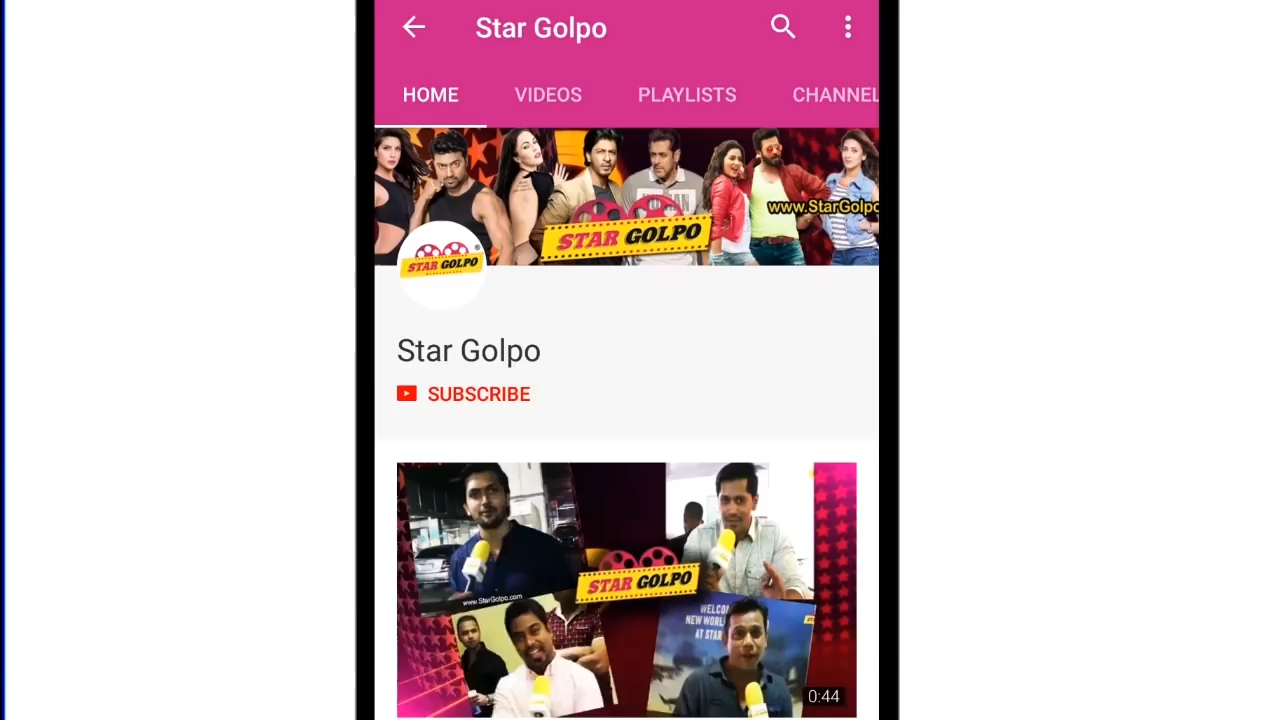 Star Golpo
HOME VIDEOS PLAYLISTS CHANNEL
www.StarGolpo
STAR GOLPO
STAR GOLPO
Star Golpo
SUBSCRIBE
STAR GOLPO
www.StarGolpo.com
WELCO
NEW WORL
AT STAR
0:44